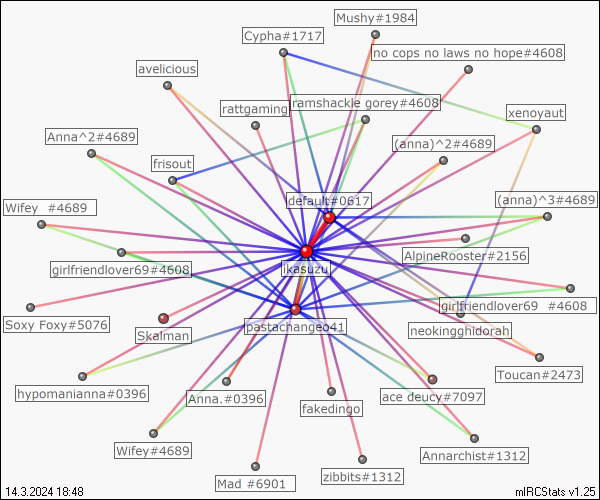 Mushy#1984
Cypha#1717
no cops no laws no hope#4608
avelicious
rattgaming
ramshackle gorey#4608
xenoyaut
Anna^2#4689
(anna)^2#4689
frisout
default#0617
(anna)^3#4689
Wifey  #4689
AlpineRooster#2156
jkasuzu
girlfriendlover69#4608
girlfriendlover69  #4608
Soxy Foxy#5076
pastachangeo41
neokingghidorah
Skalman
Toucan#2473
hypomanianna#0396
Anna.#0396
ace deucy#7097
fakedingo
Wifey#4689
Annarchist#1312
zibbits#1312
Mad #6901
14.3.2024 18:48
mIRCStats v1.25